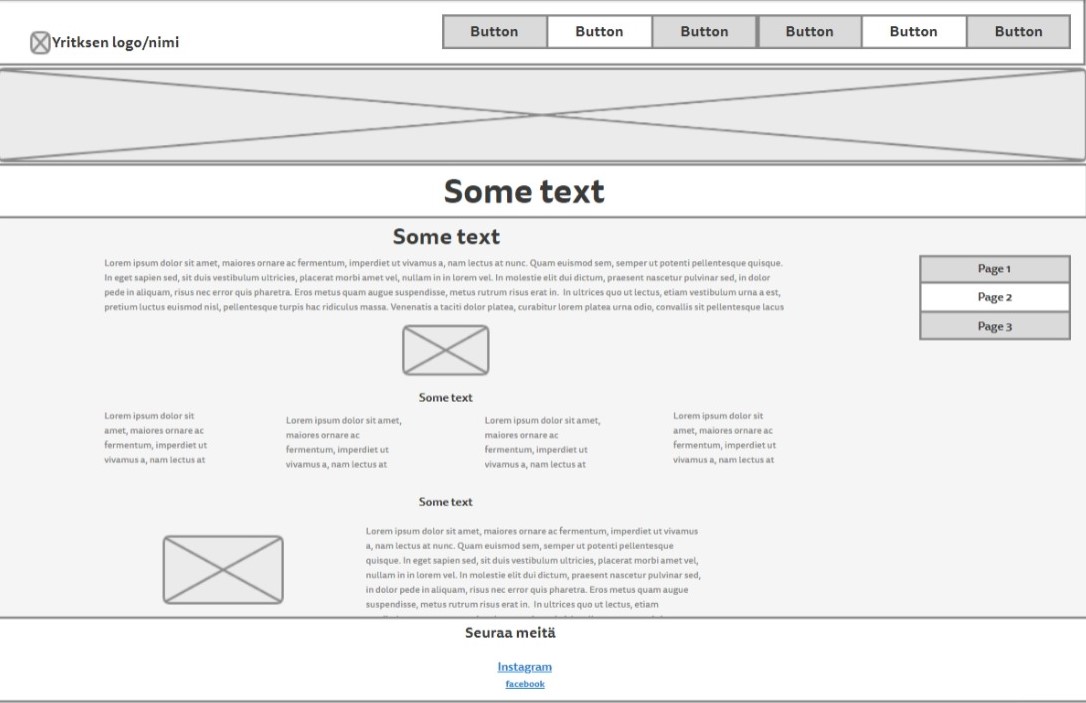 Yritksen logo/nimi
Button Button Button Button Button Button
Some text
Some text
Lorem ipsum dolor sit amet, maiores ornare ac fermentum, imperdiet ut vivamus a, nam lectus at nunc. Quam euismod sem, semper ut potenti pellentesque quisque.
In eget sapien sed, sit duis vestibulum ultricies, placerat morbi amet vel, nullam in in lorem vel. In molestie elit dui dictum, praesent nascetur pulvinar sed, in dolor
pede in aliquam, risus nec error quis pharetra. Eros metus quam augue suspendisse, metus rutrum risus erat in.  In ultrices quo ut lectus, etiam vestibulum urna a est,
pretium luctus euismod nisl, pellentesque turpis hac ridiculus massa. Venenatis a taciti dolor platea, curabitur lorem platea urna odio, convallis sit pellentesque lacus
Page 1
Page 2
Page 3
Some text
Lorem ipsum dolor sit
amet, maiores ornare ac
fermentum, imperdiet ut
vivamus a, nam lectus at
Lorem ipsum dolor sit amet,
maiores ornare ac
fermentum, imperdiet ut
vivamus a, nam lectus at
Lorem ipsum dolor sit amet,
maiores ornare ac
fermentum, imperdiet ut
vivamus a, nam lectus at
Lorem ipsum dolor sit
amet, maiores ornare ac
fermentum, imperdiet ut
vivamus a, nam lectus at
Some text
Lorem ipsum dolor sit amet, maiores ornare ac fermentum, imperdiet ut vivamus
a, nam lectus at nunc. Quam euismod sem, semper ut potenti pellentesque
quisque. In eget sapien sed, sit duis vestibulum ultricies, placerat morbi amet vel,
nullam in in lorem vel. In molestie elit dui dictum, praesent nascetur pulvinar sed,
in dolor pede in aliquam, risus nec error quis pharetra. Eros metus quam augue
suspendisse, metus rutrum risus erat in.  In ultrices quo ut lectus, etiam
Seuraa meitä
Instagram
facebook